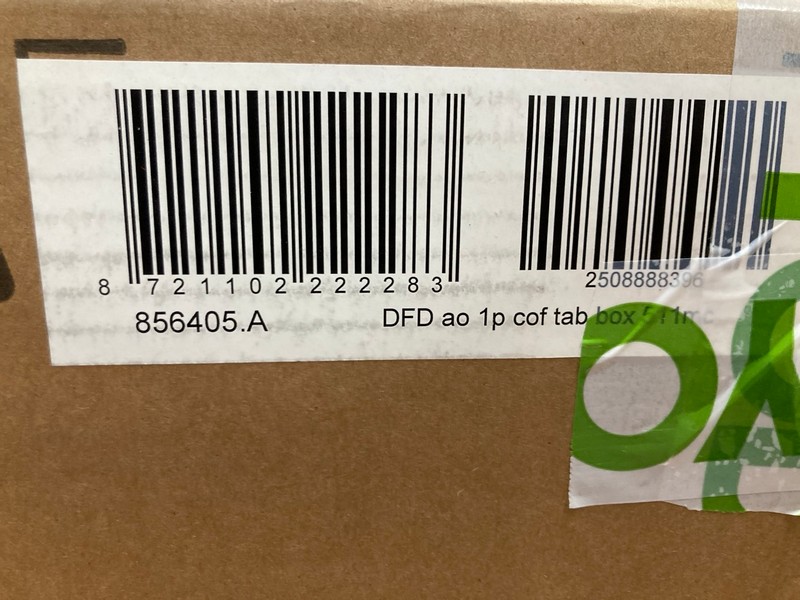 8 721102 222283
2508888396
856405.A
DFD ao 1p cof tab box